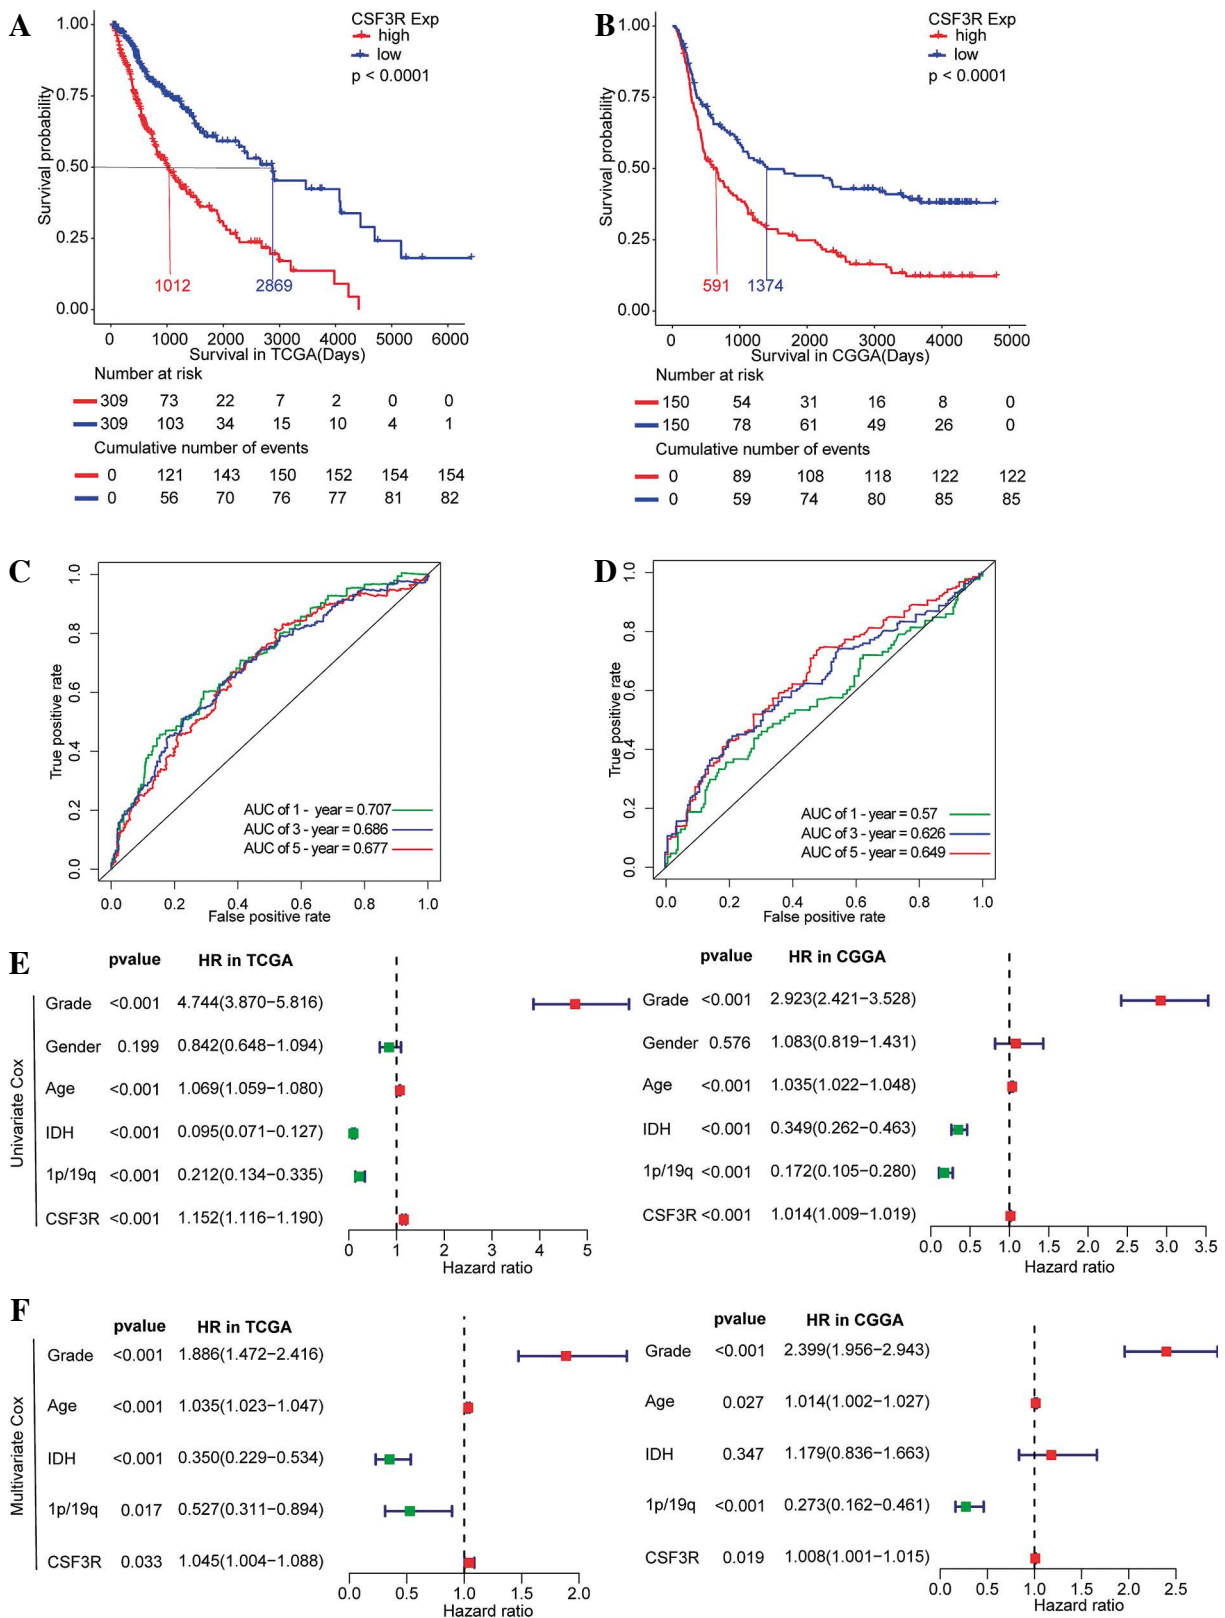 A
CSF3R Exp
high
low
p < 0.0001
Survival probability
1.00
0.75
0.50
0.25
0.00
1012
2869
0 1000 2000 3000 4000 5000 6000
Survival in TCGA(Days)
Number at risk
309 73 22 7 2 0 0
309 103 34 15 10 4 1
Cumulative number of events
0 121 143 150 152 154 154
0 56 70 76 77 81 82
B
CSF3R Exp
high
low
p < 0.0001
Survival probability
1.00
0.75
0.50
0.25
0.00
591
1374
0 1000 2000 3000 4000 5000
Survival in CGGA(Days)
Number at risk
150 54 31 16 8 0
150 78 61 49 26 0
Cumulative number of events
0 89 108 118 122 122
0 59 74 80 85 85
C
True positive rate
1.0
0.8
0.6
0.4
0.2
0.0
AUC of 1 - year = 0.707
AUC of 3 - year = 0.686
AUC of 5 - year = 0.677
0.0 0.2 0.4 0.6 0.8 1.0
False positive rate
D
True positive rate
1.0
0.8
0.6
0.4
0.2
0.0
AUC of 1 - year = 0.57
AUC of 3 - year = 0.626
AUC of 5 - year = 0.649
0.0 0.2 0.4 0.6 0.8 1.0
False positive rate
E
Univariate Cox
pvalue HR in TCGA
Grade <0.001 4.744(3.870−5.816)
Gender 0.199 0.842(0.648−1.094)
Age <0.001 1.069(1.059−1.080)
IDH <0.001 0.095(0.071−0.127)
1p/19q <0.001 0.212(0.134−0.335)
CSF3R <0.001 1.152(1.116−1.190)
0 1 2 3 4 5
Hazard ratio
pvalue HR in CGGA
Grade <0.001 2.923(2.421−3.528)
Gender 0.576 1.083(0.819−1.431)
Age <0.001 1.035(1.022−1.048)
IDH <0.001 0.349(0.262−0.463)
1p/19q <0.001 0.172(0.105−0.280)
CSF3R <0.001 1.014(1.009−1.019)
0.0 0.5 1.0 1.5 2.0 2.5 3.0 3.5
Hazard ratio
F
Multivariate Cox
pvalue HR in TCGA
Grade <0.001 1.886(1.472−2.416)
Age <0.001 1.035(1.023−1.047)
IDH <0.001 0.350(0.229−0.534)
1p/19q 0.017 0.527(0.311−0.894)
CSF3R 0.033 1.045(1.004−1.088)
0.0 0.5 1.0 1.5 2.0
Hazard ratio
pvalue HR in CGGA
Grade <0.001 2.399(1.956−2.943)
Age 0.027 1.014(1.002−1.027)
IDH 0.347 1.179(0.836−1.663)
1p/19q <0.001 0.273(0.162−0.461)
CSF3R 0.019 1.008(1.001−1.015)
0.0 0.5 1.0 1.5 2.0 2.5
Hazard ratio